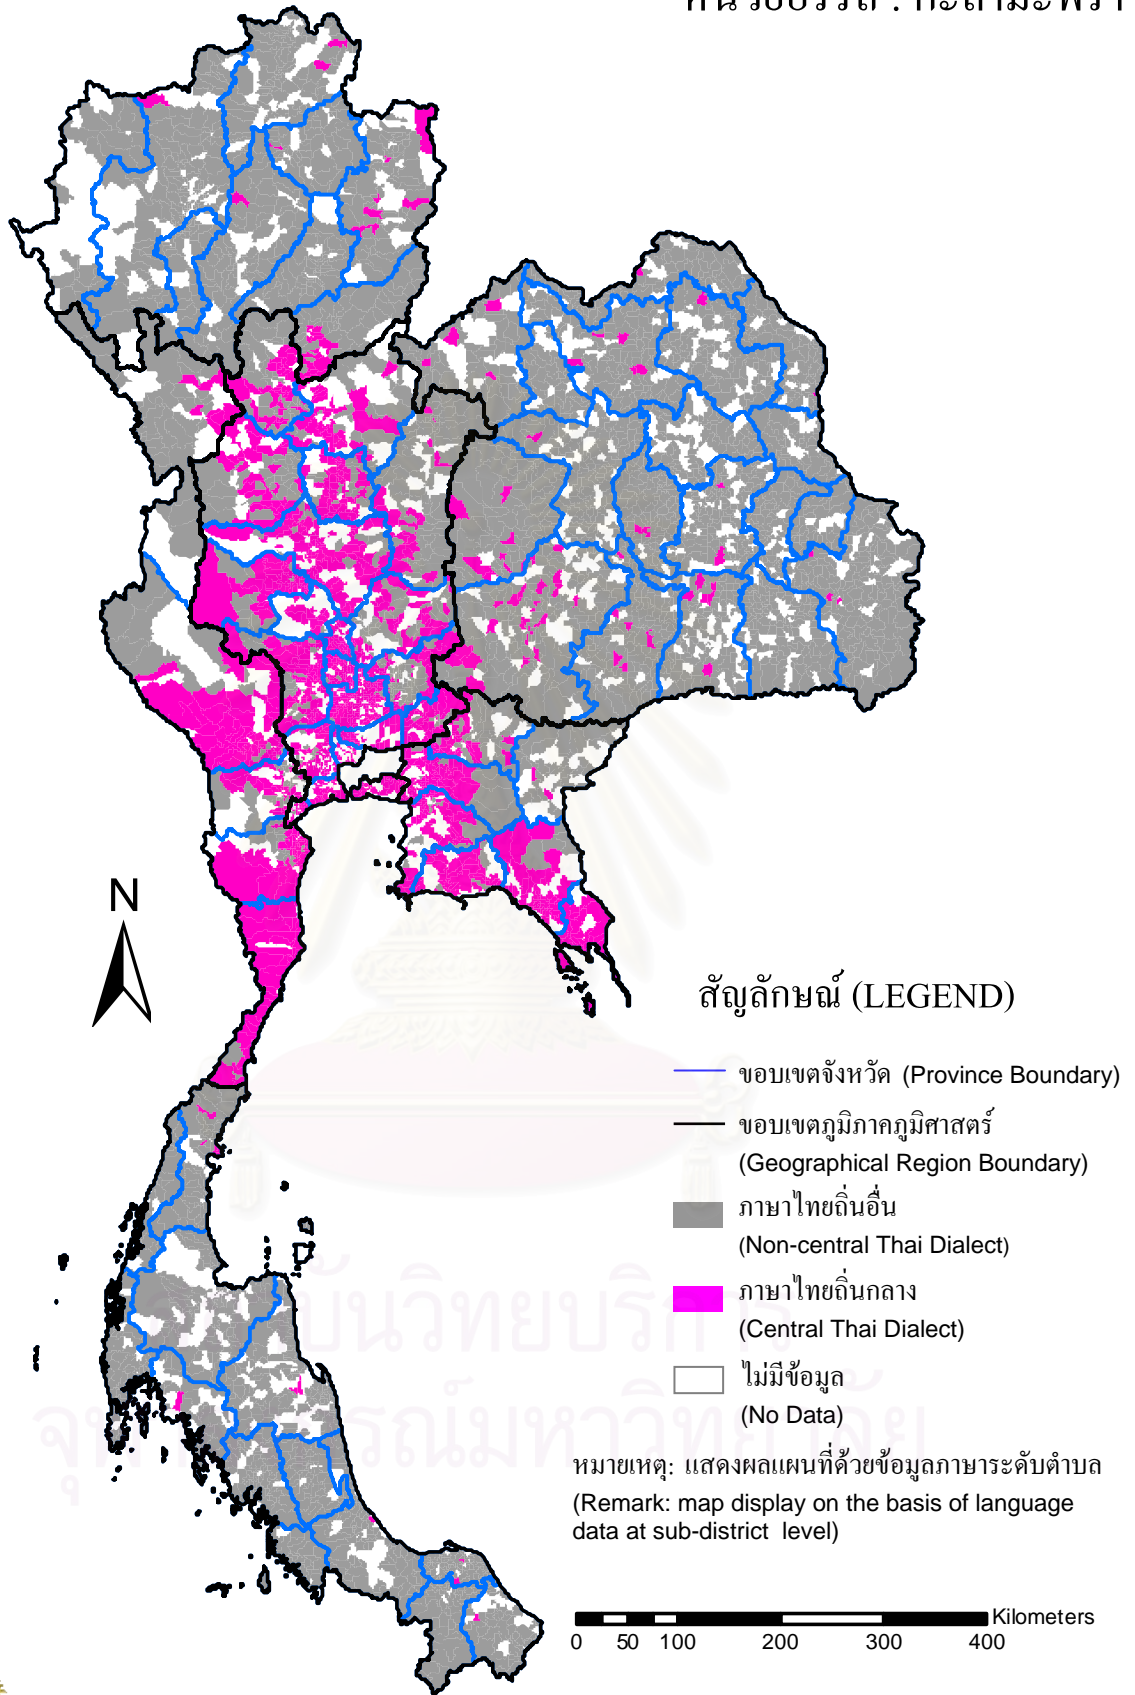 N
สัญลักษณ์ (LEGEND)
ขอบเขตจังหวัด (Province Boundary)
ขอบเขตภูมิภาคภูมิศาสตร์
(Geographical Region Boundary)
ภาษาไทยถิ่นอื่น
(Non-central Thai Dialect)
ภาษาไทยถิ่นกลาง
(Central Thai Dialect)
ไม่มีข้อมูล
(No Data)
หมายเหตุ: แสดงผลแผนที่ด้วยข้อมูลภาษาระดับตำบล
(Remark: map display on the basis of language
data at sub-district level)
Kilometers
0 50 100 200 300 400